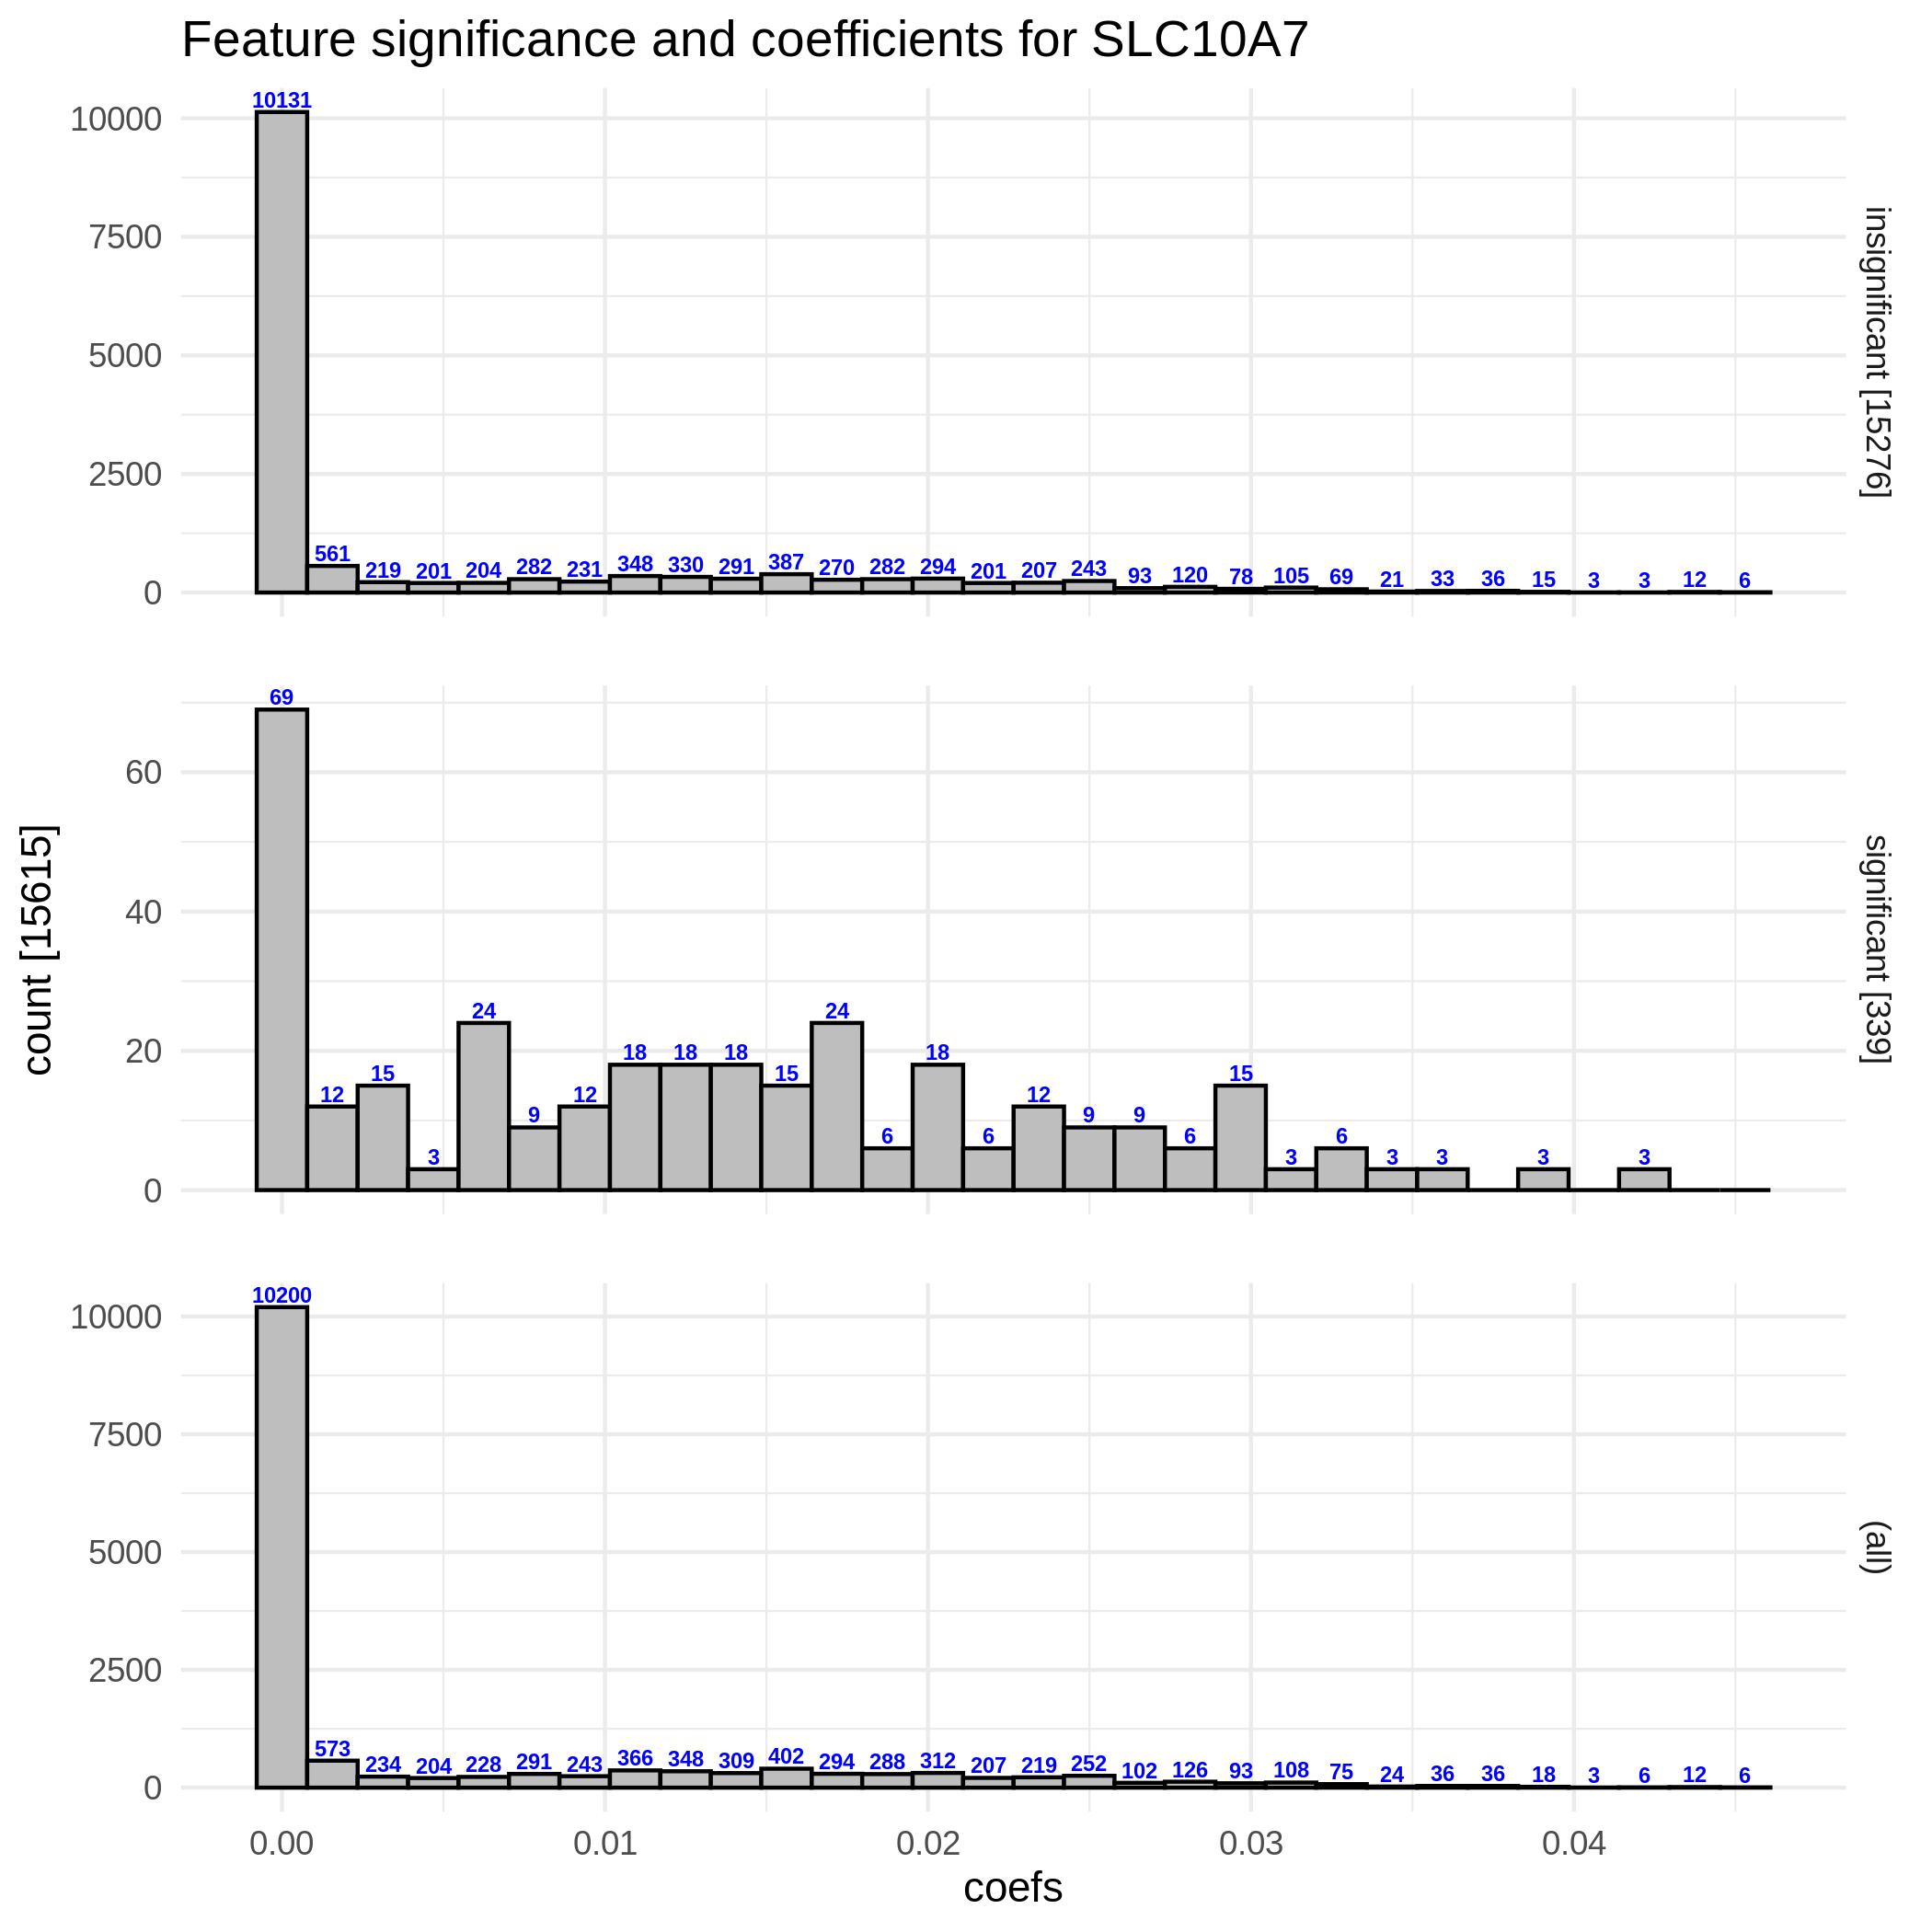 Feature significance and coefficients for SLC10A7
10131
10000
7500
5000
2500
0
561 219 201 204 282 231 348 330 291 387 270 282 294 201 207 243 93 120 78 105 69 21 33 36 15 3 3 12 6
insignificant [15276]
69
60
40
20
0
12 15 3 24 9 12 18 18 18 15 24 6 18 6 12 9 9 6 15 3 6 3 3 3 3
significant [339]
count [15615]
10200
10000
7500
5000
2500
0
573 234 204 228 291 243 366 348 309 402 294 288 312 207 219 252 102 126 93 108 75 24 36 36 18 3 6 12 6
(all)
0.00 0.01 0.02 0.03 0.04
coefs